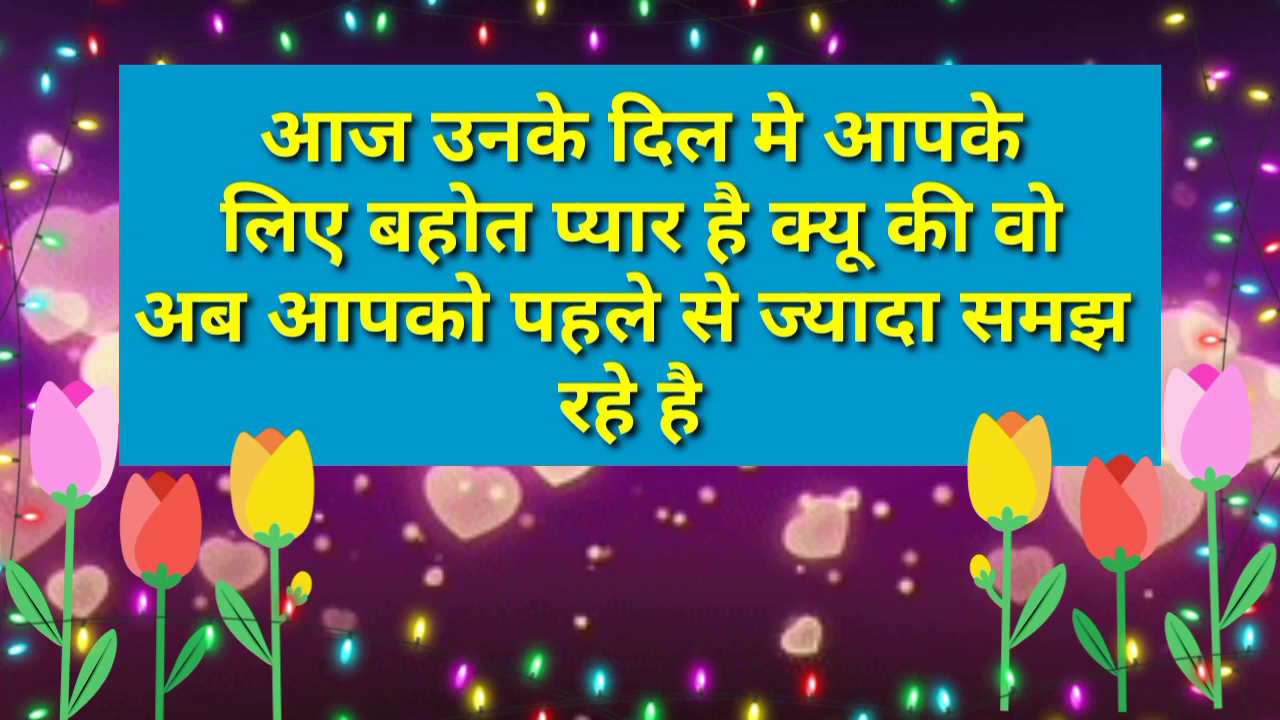 आज उनके दिल मे आपके
लिए बहोत प्यार है क्यू की वो
अब आपको पहले से ज्यादा समझ
रहे है